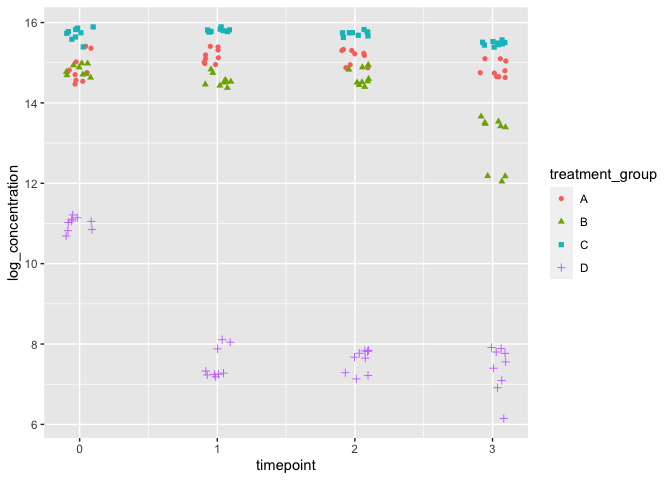 16
14
12
10
8
6
log_concentration
0
1
2
3
timepoint
treatment_group
A
B
C
D